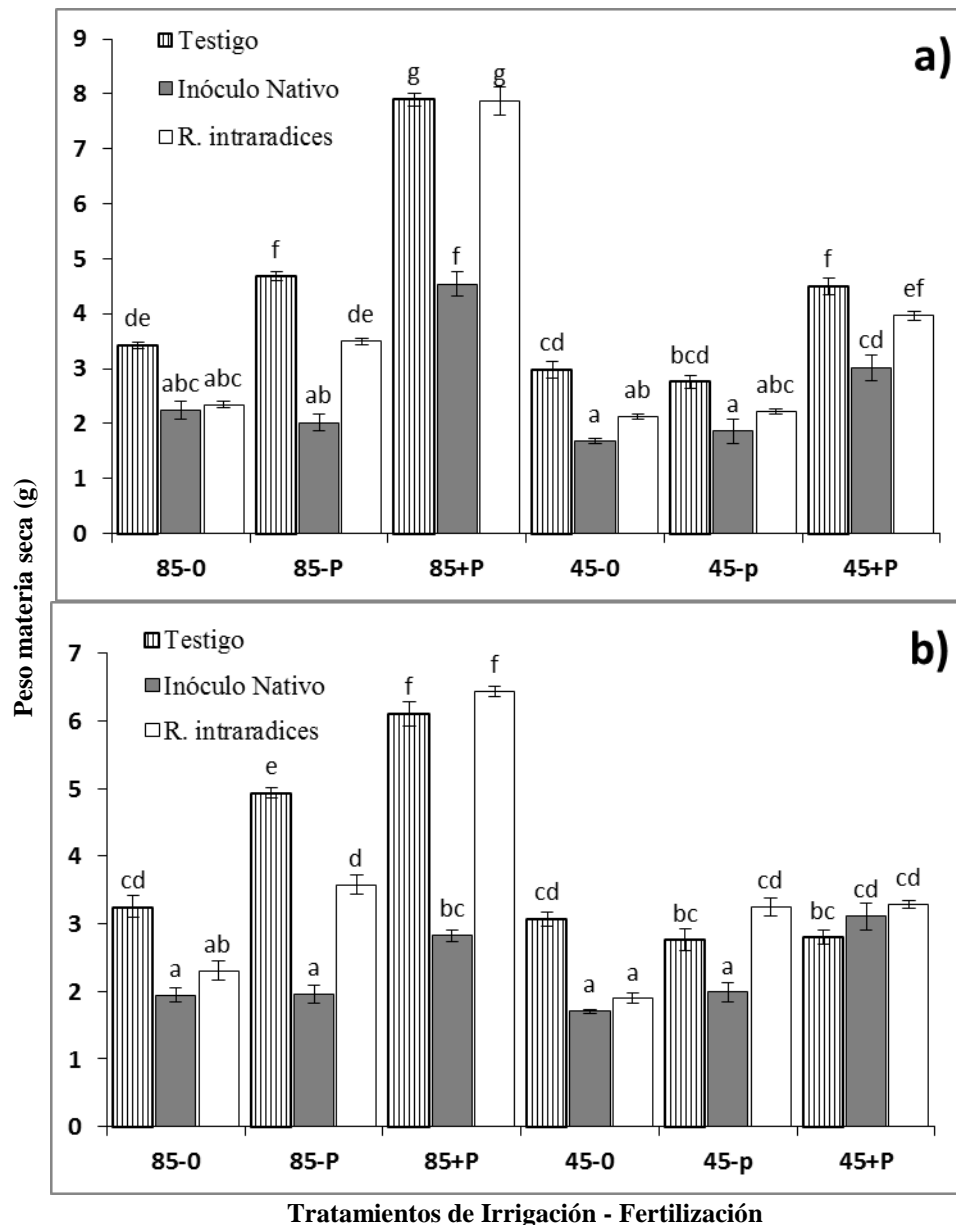 Peso materia seca (g)
a)
Testigo
Inóculo Nativo
R. intraradices
9
8
7
6
5
4
3
2
1
0
de abc abc f ab de g f g cd a ab bcd a abc f cd ef
85-0 85-P 85+P 45-0 45-p 45+P
b)
Testigo
Inóculo Nativo
R. intraradices
7
6
5
4
3
2
1
0
cd a ab e a d f bc f cd a a bc a cd bc cd cd
85-0 85-P 85+P 45-0 45-p 45+P
Tratamientos de Irrigación - Fertilización